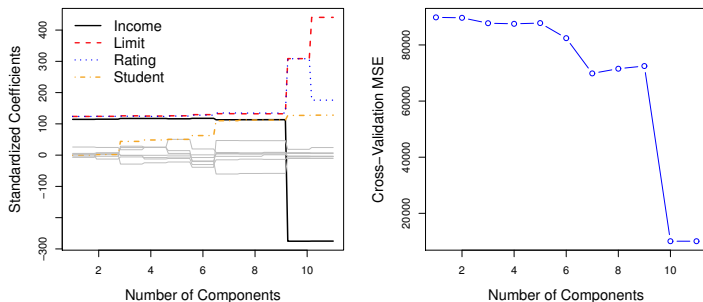 Income
Limit
Rating
Student
Standardized Coefficients
-300
-100
0
100
200
300
400
2
4
6
8
10
Number of Components
Cross-Validation MSE
20000
40000
60000
80000
2
4
6
8
10
Number of Components